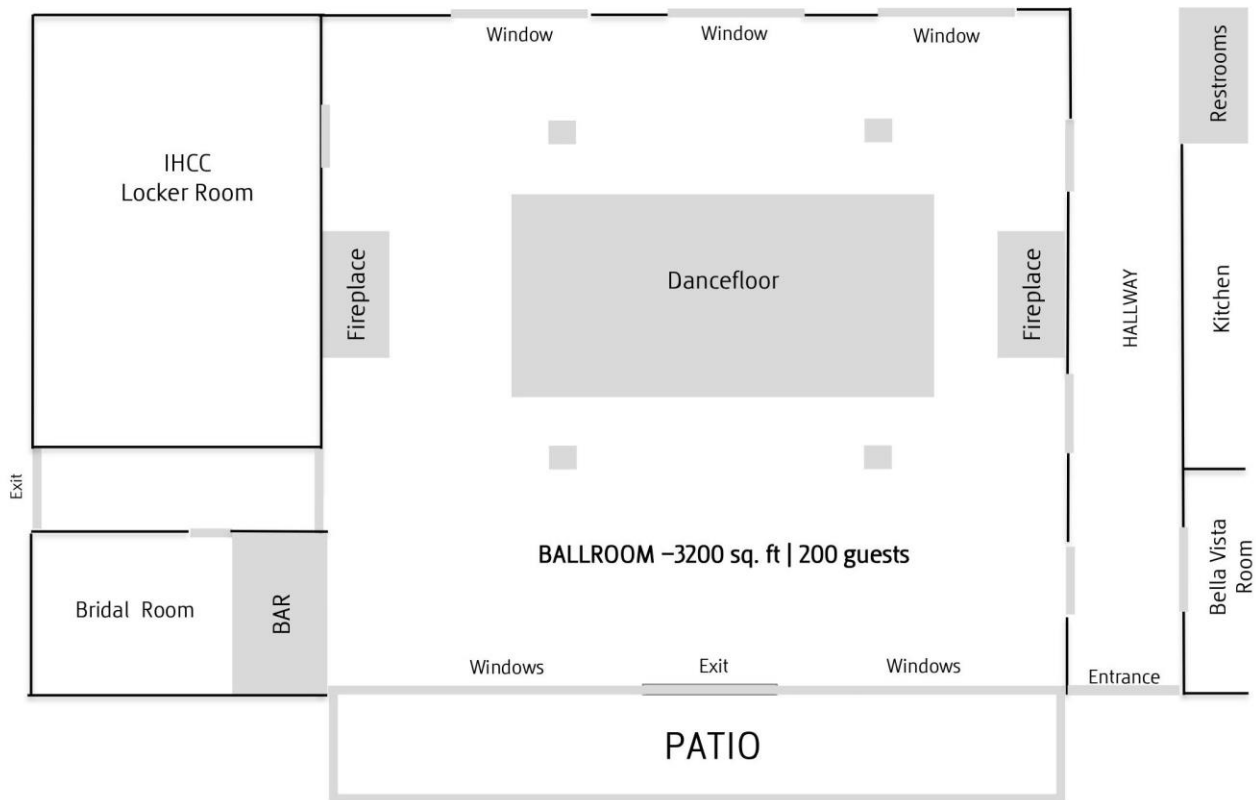 Window
Window
Window
Restrooms
IHCC
Locker Room
Fireplace
Dancefloor
Fireplace
HALLWAY
Kitchen
Exit
BALLROOM –3200 sq. ft | 200 guests
Bella Vista
Room
Bridal Room
BAR
Windows
Exit
Windows
Entrance
PATIO